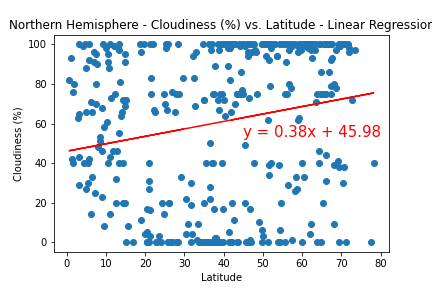 Northern Hemisphere - Cloudiness (%) vs. Latitude - Linear Regression
100
80
60
40
20
0
Cloudiness (%)
y = 0.38x + 45.98
0 10 20 30 40 50 60 70 80
Latitude